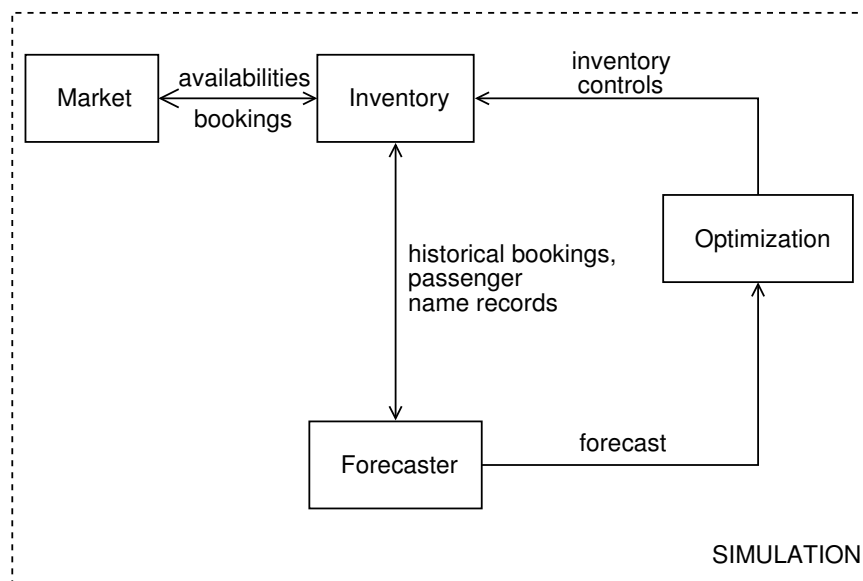 availabilities
Market
bookings
Inventory
inventory
controls
Optimization
historical bookings,
passenger
name records
Forecaster
forecast
SIMULATION